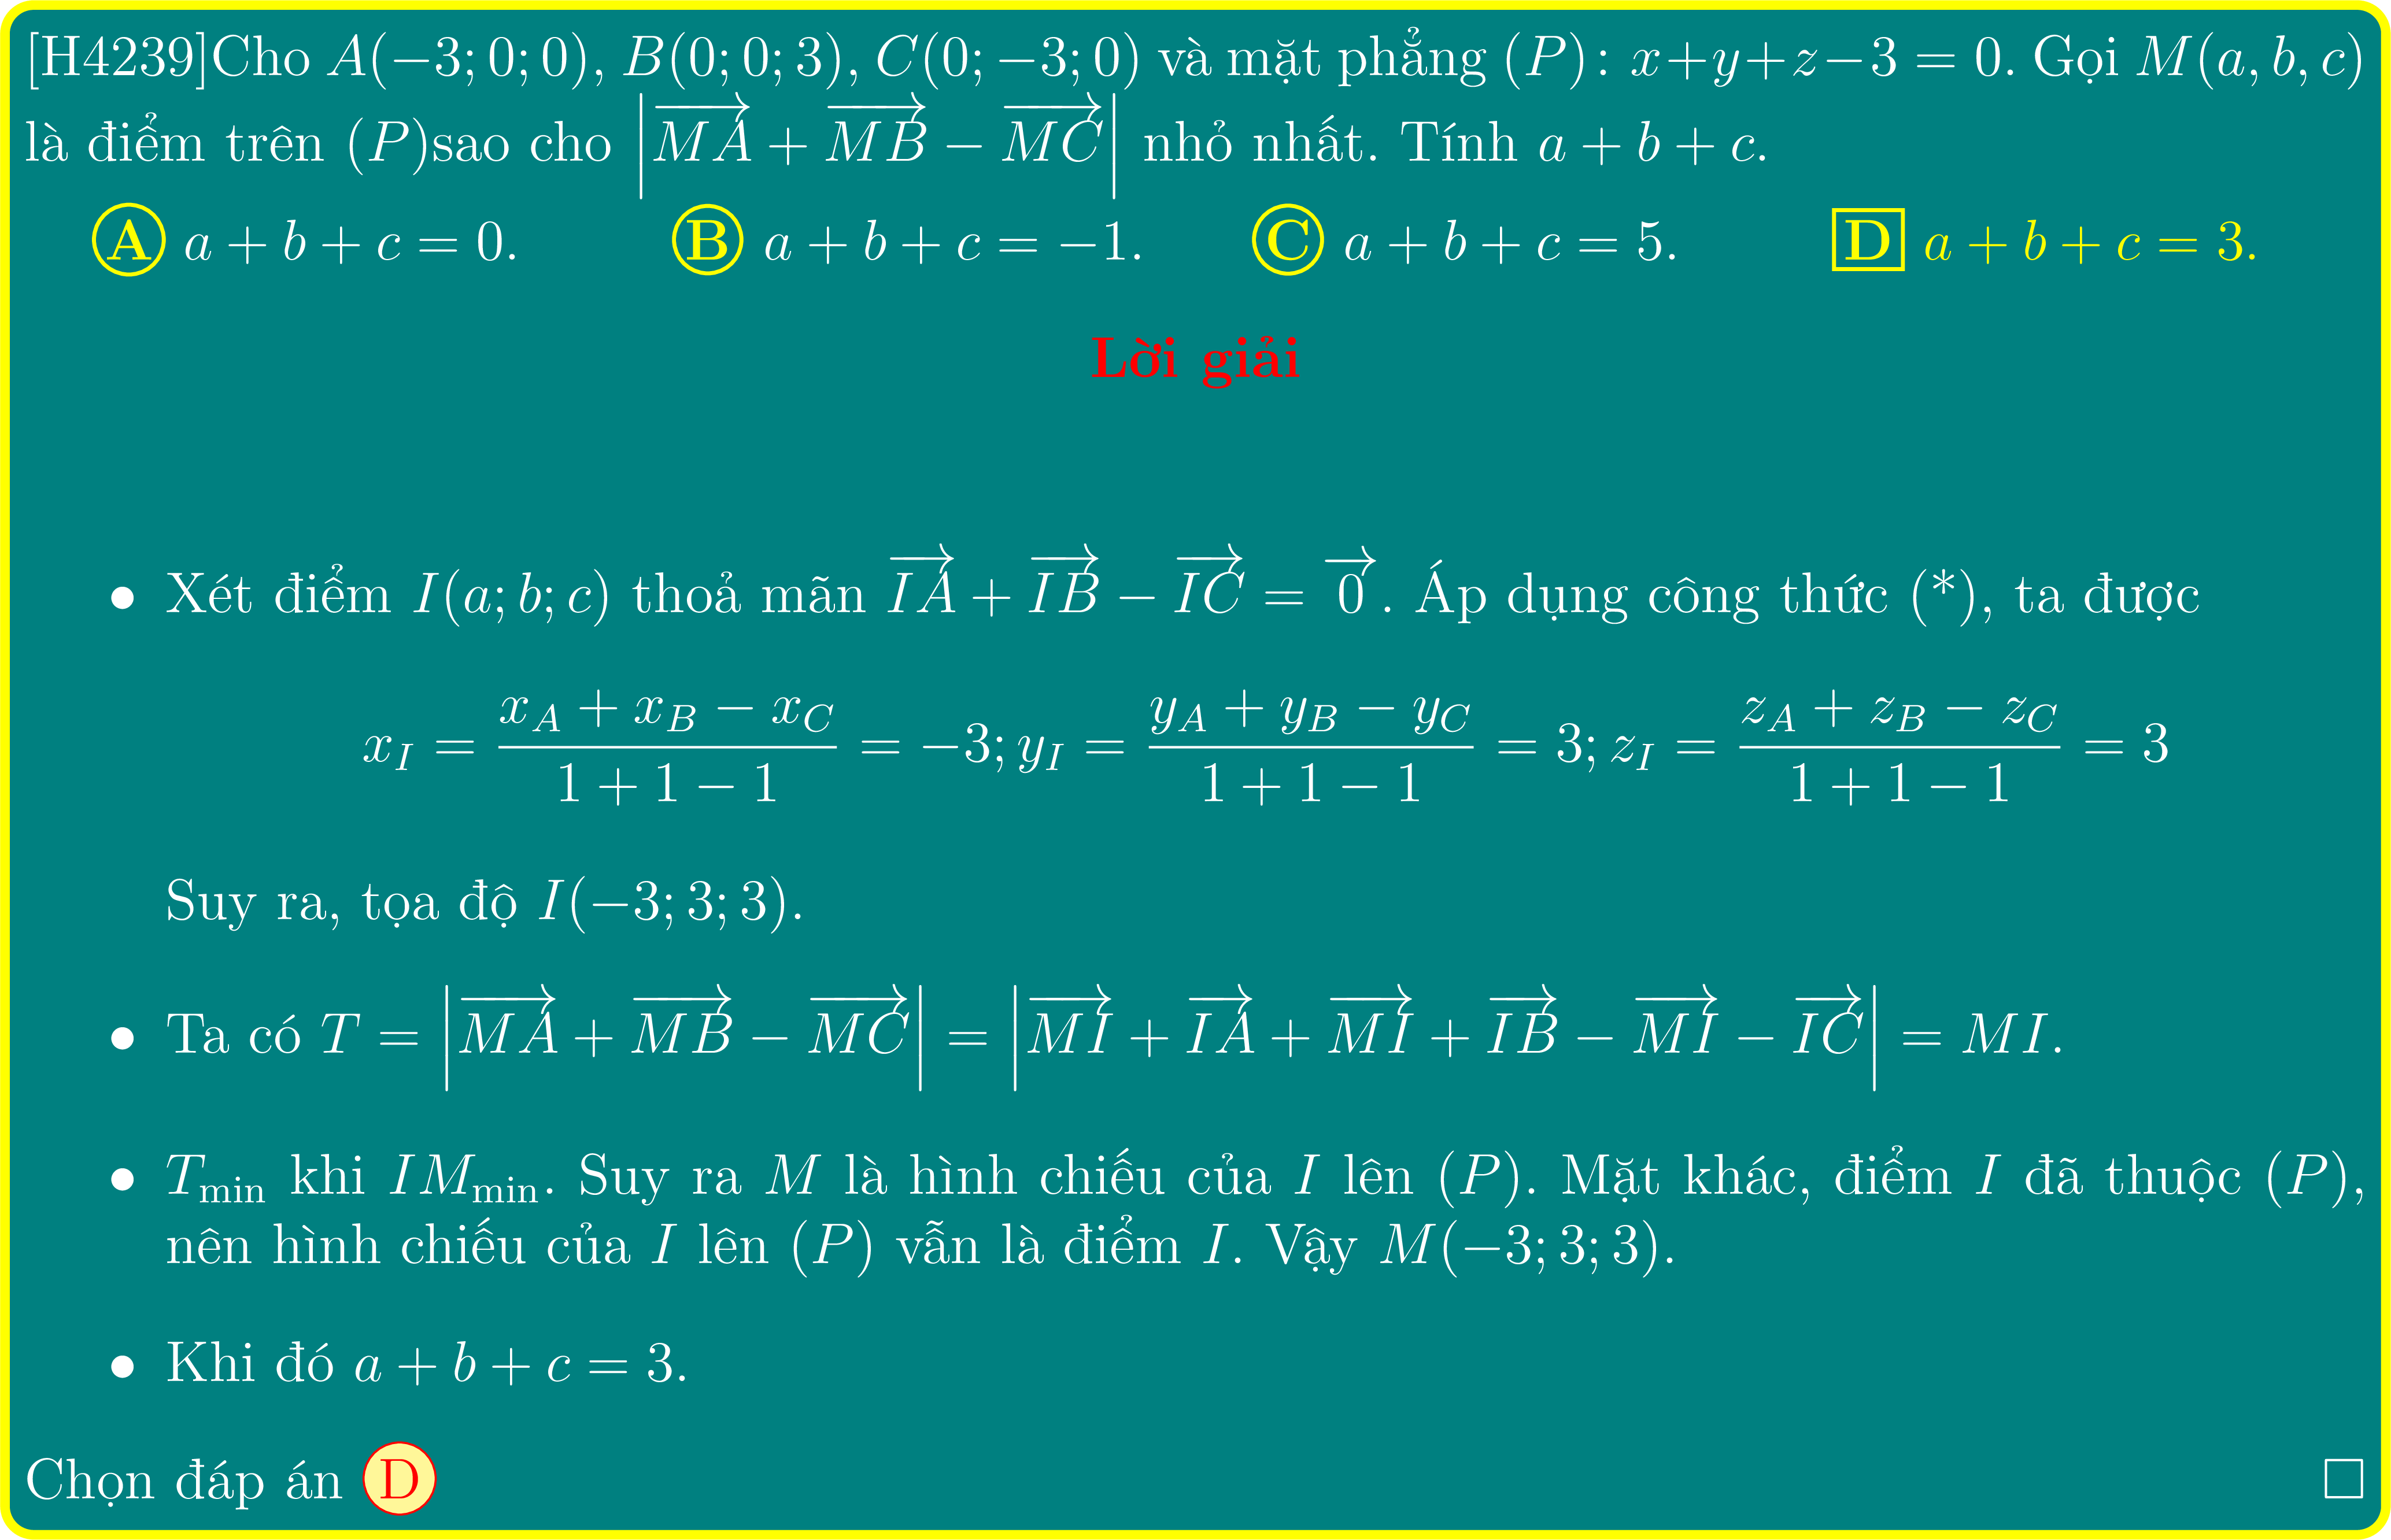 [H4239]Cho A(−3; 0; 0), B(0; 0; 3), C(0; −3; 0) và mặt phẳng (P): x+y+z−3 = 0. Gọi M(a, b, c)
là điểm trên (P)sao cho |\overrightarrow{MA} + \overrightarrow{MB} − \overrightarrow{MC}| nhỏ nhất. Tính a + b + c.
A a + b + c = 0. B a + b + c = −1. C a + b + c = 5. D a + b + c = 3.
Lời giải
• Xét điểm I(a; b; c) thoả mãn \overrightarrow{IA} + \overrightarrow{IB} − \overrightarrow{IC} = \overrightarrow{0}. Áp dụng công thức (*), ta được
x_I = \frac{x_A + x_B − x_C}{1 + 1 − 1} = −3; y_I = \frac{y_A + y_B − y_C}{1 + 1 − 1} = 3; z_I = \frac{z_A + z_B − z_C}{1 + 1 − 1} = 3
Suy ra, tọa độ I(−3; 3; 3).
• Ta có T = |\overrightarrow{MA} + \overrightarrow{MB} − \overrightarrow{MC}| = |\overrightarrow{MI} + \overrightarrow{IA} + \overrightarrow{MI} + \overrightarrow{IB} − \overrightarrow{MI} − \overrightarrow{IC}| = MI.
• T_{min} khi IM_{min}. Suy ra M là hình chiếu của I lên (P). Mặt khác, điểm I đã thuộc (P),
nên hình chiếu của I lên (P) vẫn là điểm I. Vậy M(−3; 3; 3).
• Khi đó a + b + c = 3.
Chọn đáp án D □